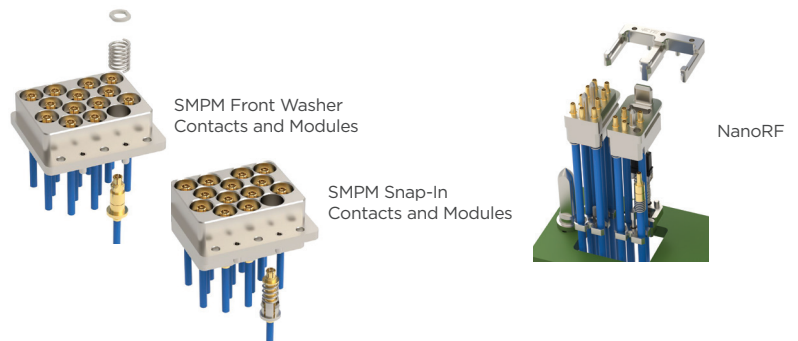 SMPM Front Washer
Contacts and Modules
SMPM Snap-In
Contacts and Modules
NanoRF